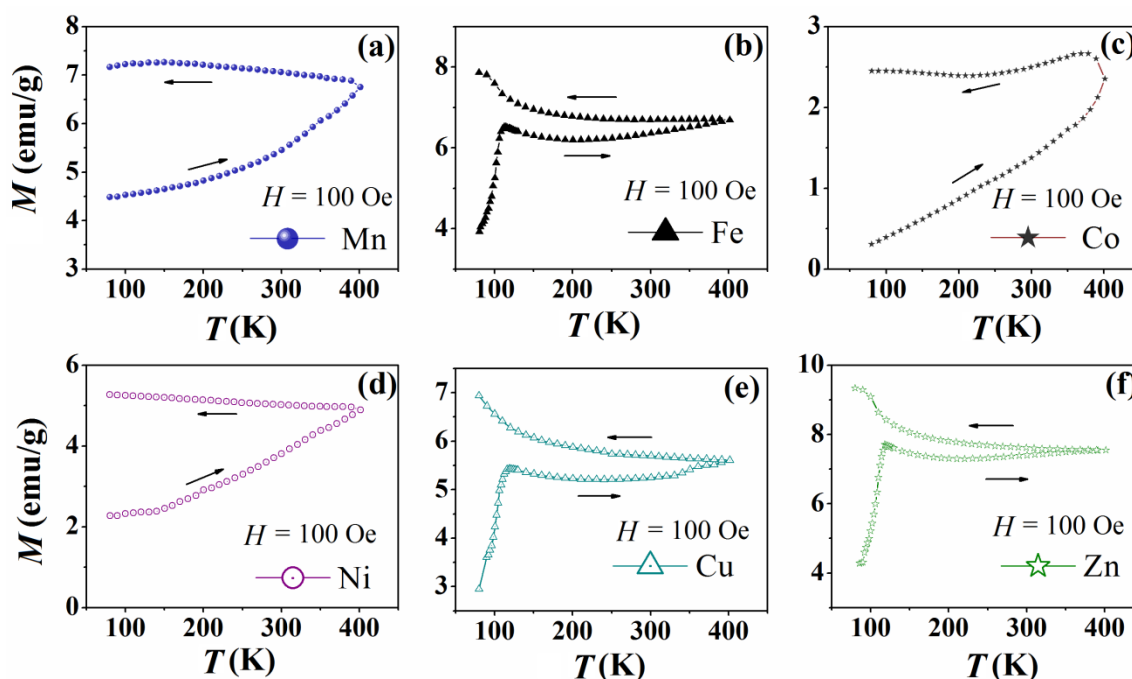 (a)
M (emu/g)
8
7
6
5
4
3
H = 100 Oe
Mn
100 200 300 400
T (K)
(b)
8
6
4
H = 100 Oe
Fe
100 200 300 400
T (K)
(c)
3
2
1
0
H = 100 Oe
Co
100 200 300 400
T (K)
(d)
M (emu/g)
6
4
2
0
H = 100 Oe
Ni
100 200 300 400
T (K)
(e)
7
6
5
4
3
H = 100 Oe
Cu
100 200 300 400
T (K)
(f)
10
8
6
4
H = 100 Oe
Zn
100 200 300 400
T (K)